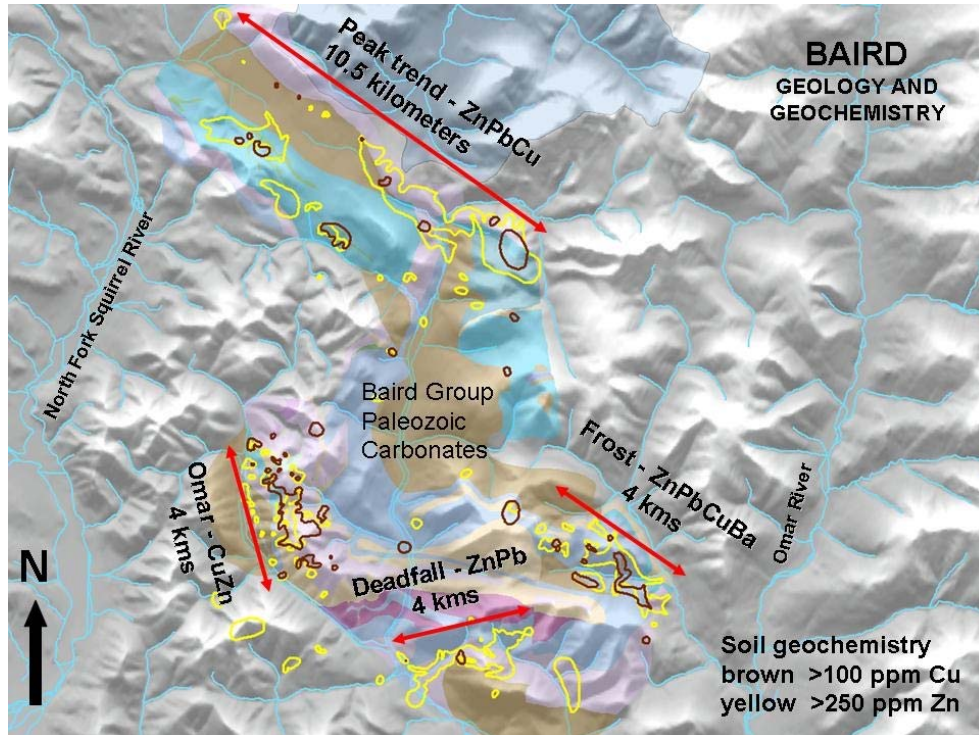 BAIRD
GEOLOGY AND
GEOCHEMISTRY
Peak trend - ZnPbCu
10.5 kilometers
North Fork Squirrel River
Baird Group
Paleozoic
Carbonates
Frost - ZnPbCuBa
4 kms
Omar River
Omar - CuZn
4 kms
Deadfall - ZnPb
4 kms
N
Soil geochemistry
brown >100 ppm Cu
yellow >250 ppm Zn